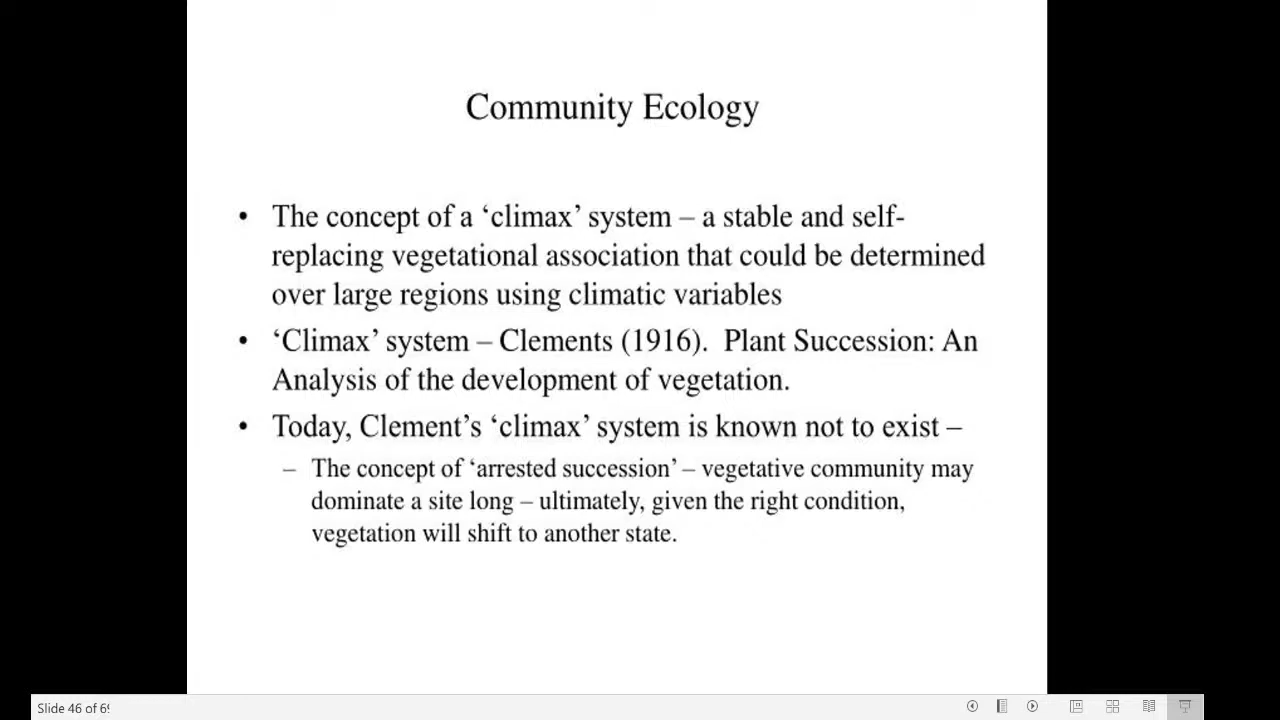 Community Ecology
• The concept of a ‘climax’ system – a stable and self-
replacing vegetational association that could be determined
over large regions using climatic variables
• ‘Climax’ system – Clements (1916). Plant Succession: An
Analysis of the development of vegetation.
• Today, Clement’s ‘climax’ system is known not to exist –
– The concept of ‘arrested succession’ – vegetative community may
dominate a site long – ultimately, given the right condition,
vegetation will shift to another state.
Slide 46 of